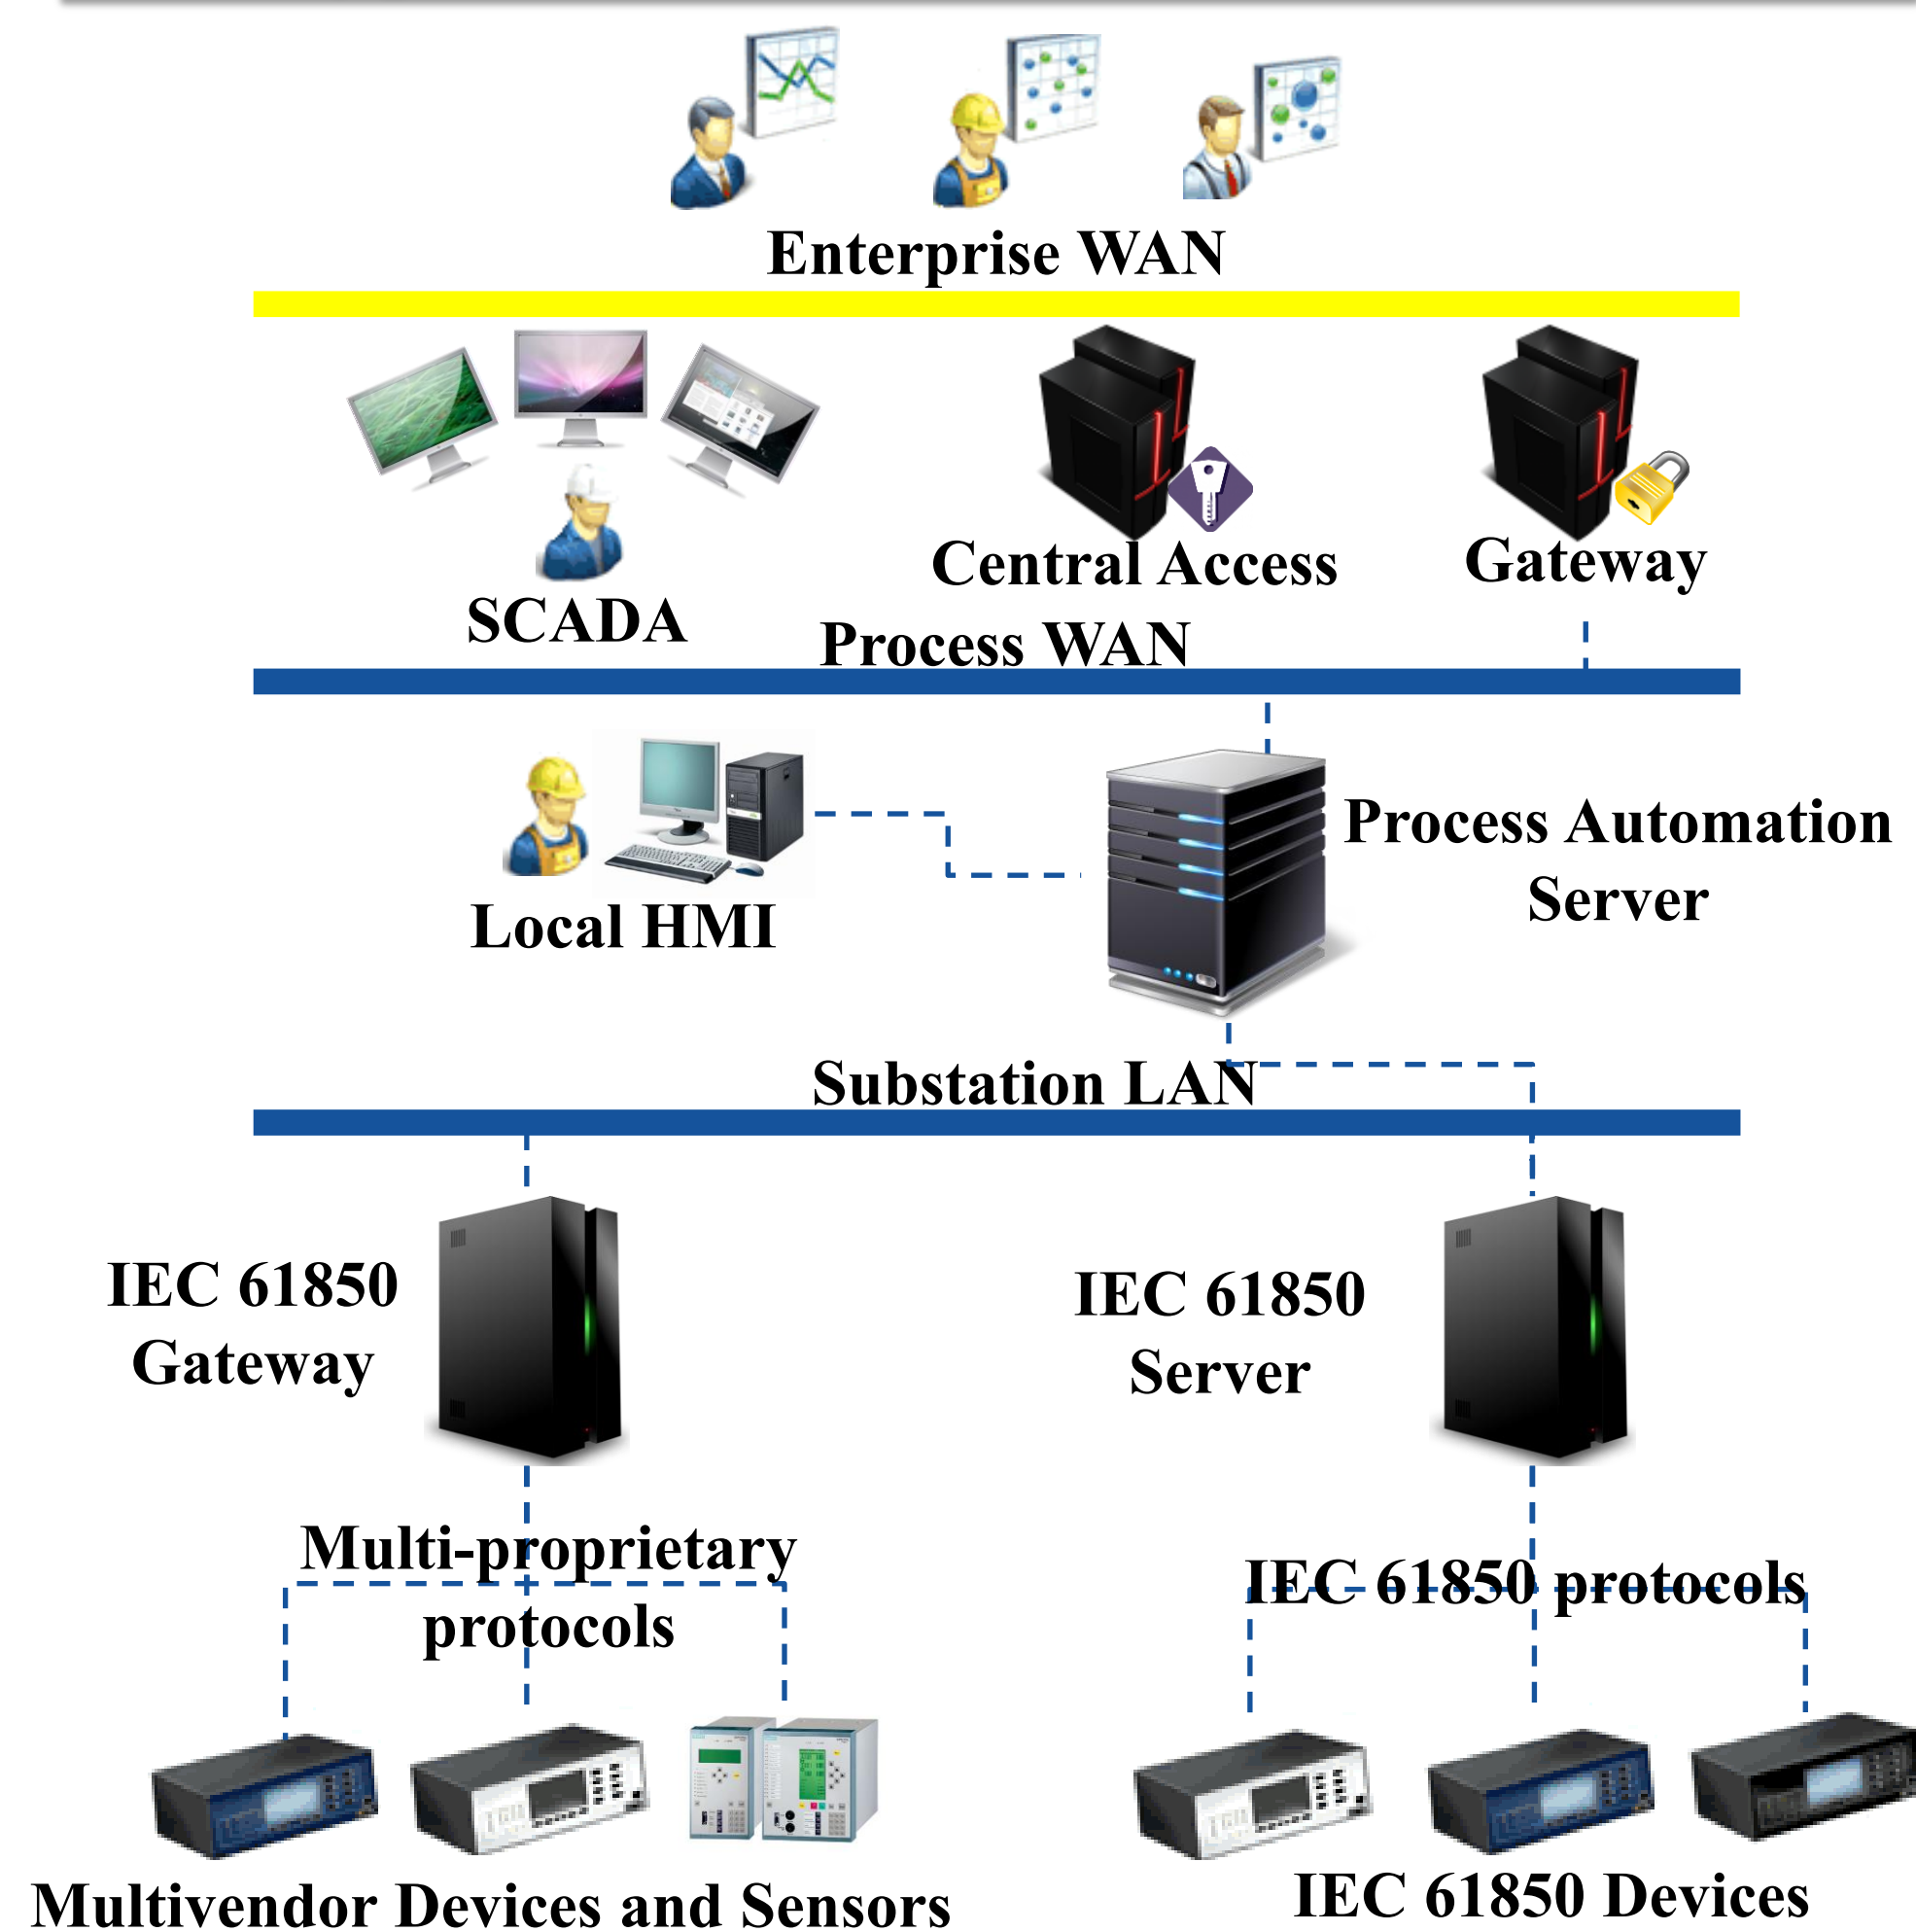 Enterprise WAN
Central Access
Gateway
SCADA
Process WAN
Process Automation
Server
Local HMI
Substation LAN
IEC 61850
Gateway
IEC 61850
Server
Multi-proprietary
protocols
IEC 61850 protocols
Multivendor Devices and Sensors
IEC 61850 Devices